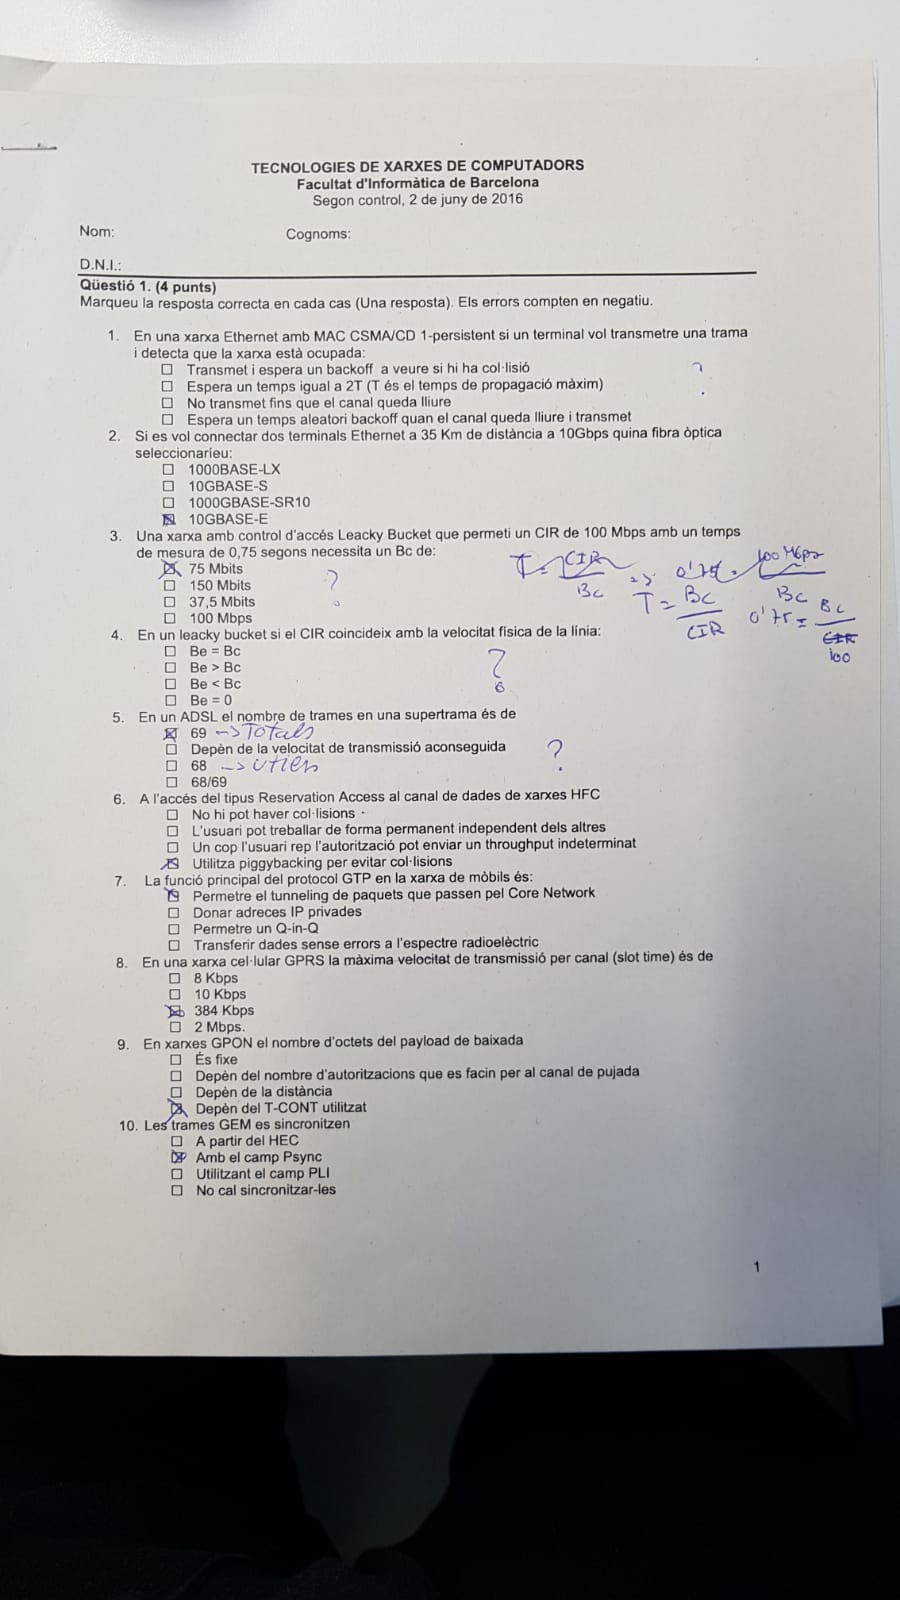 TECNOLOGIES DE XARXES DE COMPUTADORS
Facultat d'Informàtica de Barcelona
Segon control, 2 de juny de 2016
Nom: Cognoms:
D.N.I.:
Qüestió 1. (4 punts)
Marqueu la resposta correcta en cada cas (Una resposta). Els errors compten en negatiu.
1. En una xarxa Ethernet amb MAC CSMA/CD 1-persistent si un terminal vol transmetre una trama
i detecta que la xarxa està ocupada:
☐ Transmet i espera un backoff a veure si hi ha col·lisió ?
☐ Espera un temps igual a 2T (T és el temps de propagació màxim)
☐ No transmet fins que el canal queda lliure
☐ Espera un temps aleatori backoff quan el canal queda lliure i transmet
2. Si es vol connectar dos terminals Ethernet a 35 Km de distància a 10Gbps quina fibra òptica
seleccionaríeu:
☐ 1000BASE-LX
☐ 10GBASE-S
☐ 1000GBASE-SR10
☒ 10GBASE-E
3. Una xarxa amb control d'accés Leacky Bucket que permeti un CIR de 100 Mbps amb un temps
de mesura de 0,75 segons necessita un Bc de:
☒ 75 Mbits
☐ 150 Mbits ?
☐ 37,5 Mbits
☐ 100 Mbps
T = CIR / Bc => 0'75 = 100 Mbps / Bc
T = Bc / CIR 0'75 = Bc / CIR 100
4. En un leacky bucket si el CIR coincideix amb la velocitat física de la línia:
☐ Be = Bc
☐ Be > Bc ?
☐ Be < Bc
☐ Be = 0
5. En un ADSL el nombre de trames en una supertrama és de
☒ 69 -> Totals
☐ Depèn de la velocitat de transmissió aconseguida ?
☐ 68 -> utiles
☐ 68/69
6. A l'accés del tipus Reservation Access al canal de dades de xarxes HFC
☐ No hi pot haver col·lisions
☐ L'usuari pot treballar de forma permanent independent dels altres
☐ Un cop l'usuari rep l'autorització pot enviar un throughput indeterminat
☒ Utilitza piggybacking per evitar col·lisions
7. La funció principal del protocol GTP en la xarxa de mòbils és:
☒ Permetre el tunneling de paquets que passen pel Core Network
☐ Donar adreces IP privades
☐ Permetre un Q-in-Q
☐ Transferir dades sense errors a l'espectre radioelèctric
8. En una xarxa cel·lular GPRS la màxima velocitat de transmissió per canal (slot time) és de
☐ 8 Kbps
☐ 10 Kbps
☒ 384 Kbps
☐ 2 Mbps.
9. En xarxes GPON el nombre d'octets del payload de baixada
☐ És fixe
☐ Depèn del nombre d'autoritzacions que es facin per al canal de pujada
☐ Depèn de la distància
☒ Depèn del T-CONT utilitzat
10. Les trames GEM es sincronitzen
☐ A partir del HEC
☒ Amb el camp Psync
☐ Utilitzant el camp PLI
☐ No cal sincronitzar-les
1